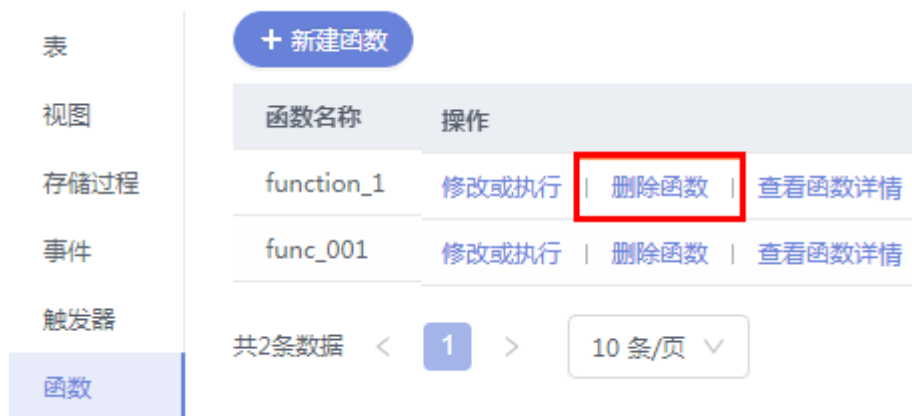 表
视图
存储过程
事件
触发器
函数
+ 新建函数
函数名称 操作
function_1 修改或执行 | 删除函数 | 查看函数详情
func_001 修改或执行 | 删除函数 | 查看函数详情
共2条数据 < 1 > 10 条/页